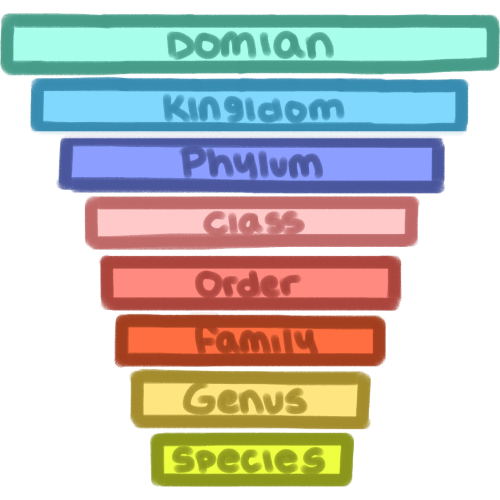 Domian
Kingidom
Phylum
Class
Order
Family
Genus
Species